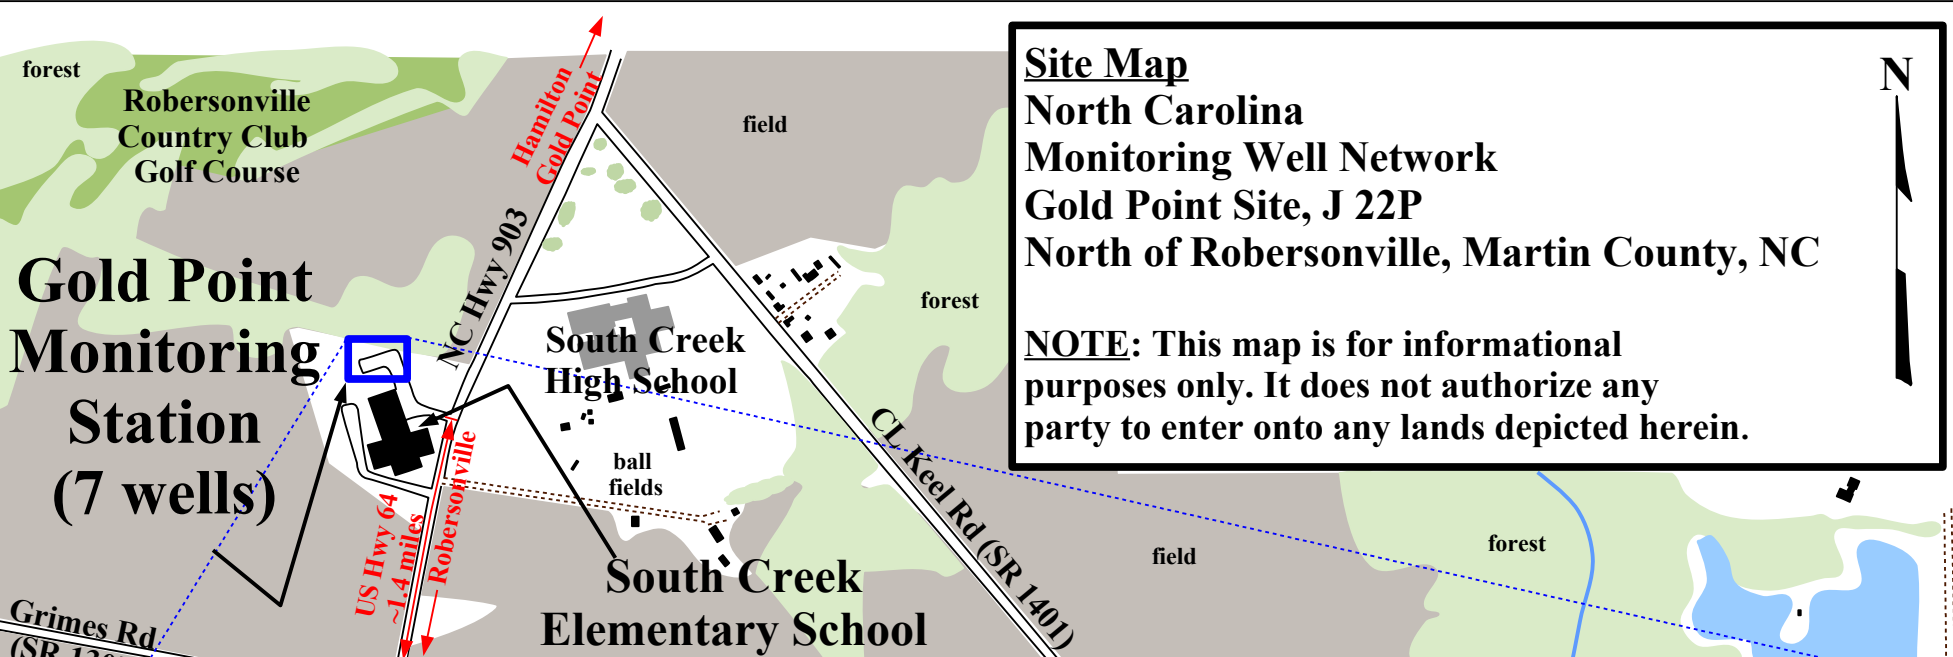 forest
Robersonville
Country Club
Golf Course
Hamilton
Gold Point
field
Site Map
North Carolina
Monitoring Well Network
Gold Point Site, J 22P
North of Robersonville, Martin County, NC
NOTE: This map is for informational
purposes only. It does not authorize any
party to enter onto any lands depicted herein.
N
NC Hwy 903
Gold Point
Monitoring
Station
(7 wells)
South Creek
High School
forest
CL Keel Rd (SR 1401)
ball
fields
US Hwy 64
~1.4 miles
Robersonville
field
forest
South Creek
Elementary School
Grimes Rd
(SR